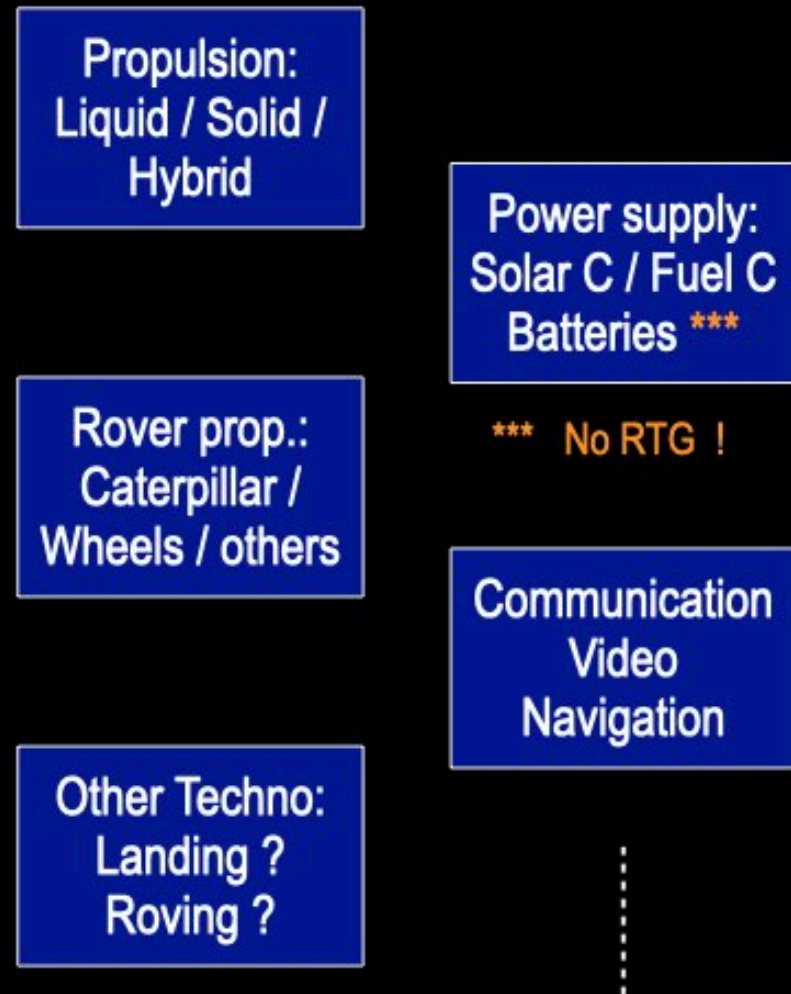 Propulsion:
Liquid / Solid /
Hybrid
Power supply:
Solar C / Fuel C
Batteries ***
*** No RTG !
Rover prop.:
Caterpillar /
Wheels / others
Communication
Video
Navigation
Other Techno:
Landing ?
Roving ?